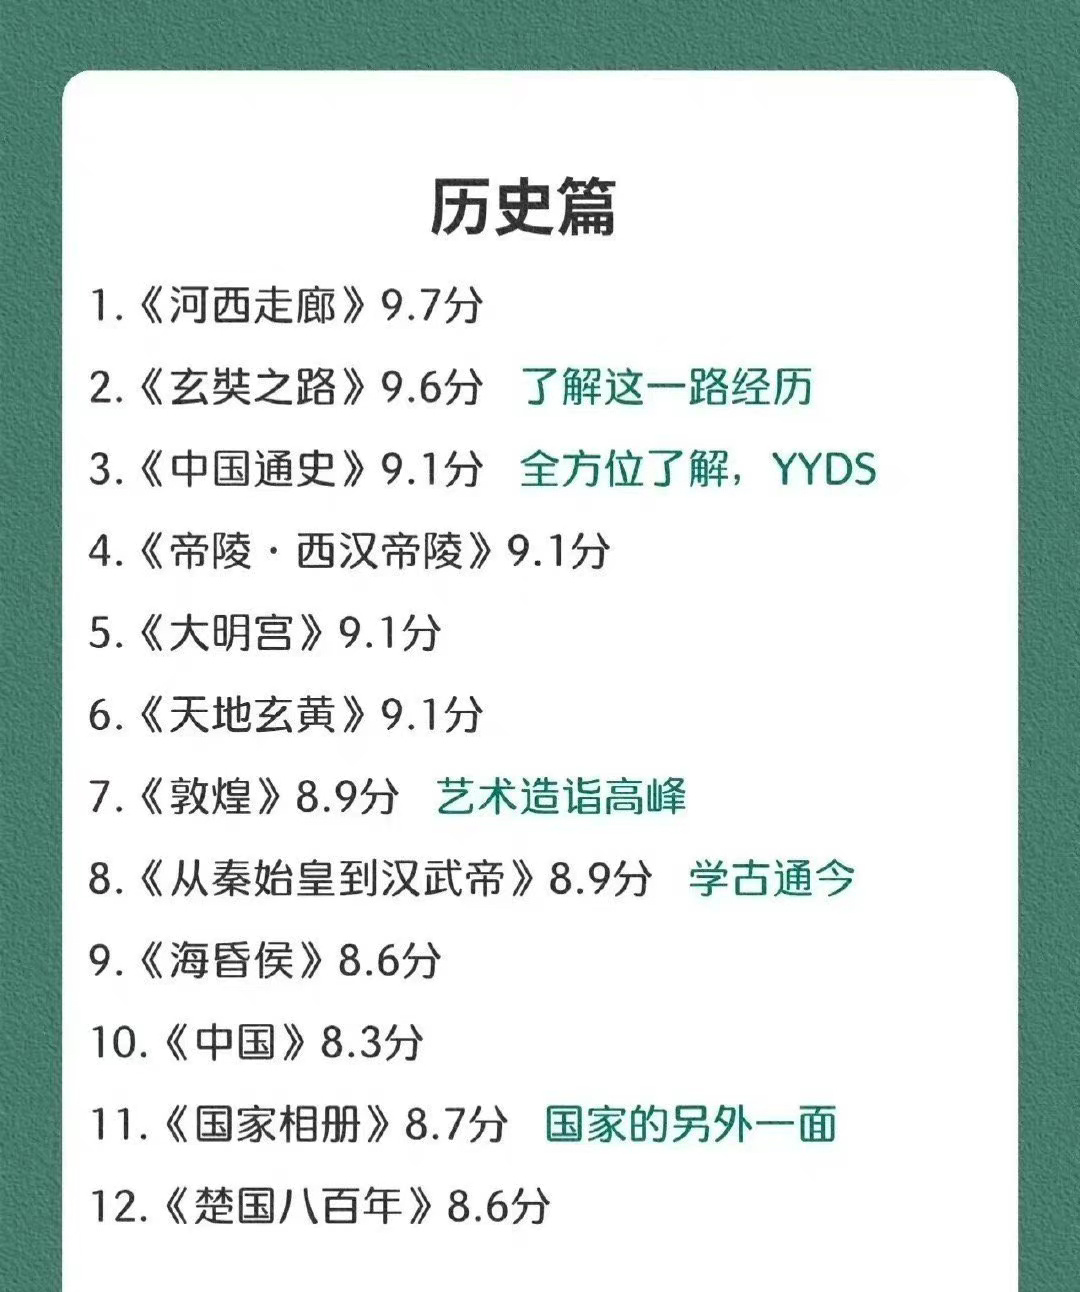 历史篇
1.《河西走廊》9.7分
2.《玄奘之路》9.6分 了解这一路经历
3.《中国通史》9.1分 全方位了解，YYDS
4.《帝陵·西汉帝陵》9.1分
5.《大明宫》9.1分
6.《天地玄黄》9.1分
7.《敦煌》8.9分 艺术造诣高峰
8.《从秦始皇到汉武帝》8.9分 学古通今
9.《海昏侯》8.6分
10.《中国》8.3分
11.《国家相册》8.7分 国家的另外一面
12.《楚国八百年》8.6分